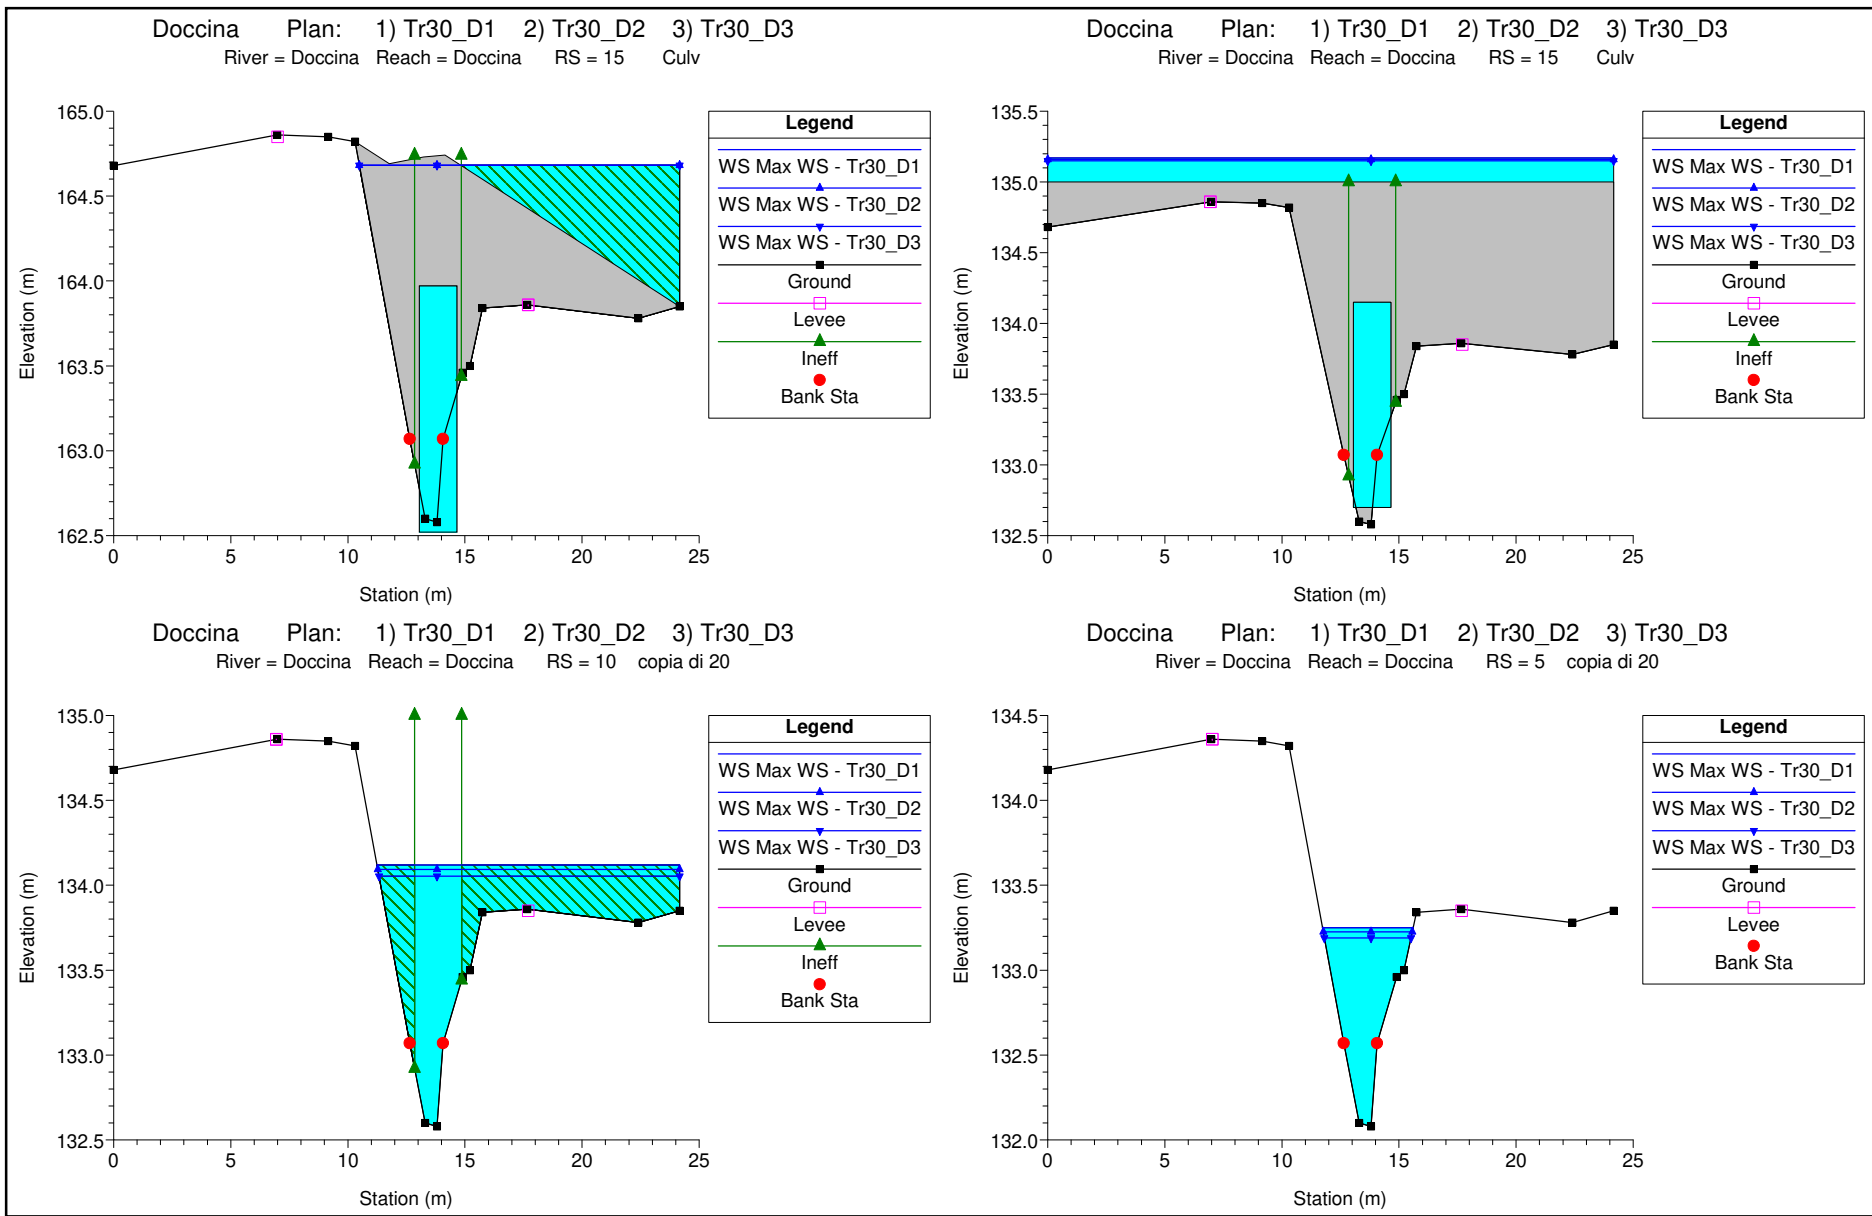 Doccina Plan: 1) Tr30_D1 2) Tr30_D2 3) Tr30_D3
River = Doccina Reach = Doccina RS = 15 Culv
165.0
164.5
164.0
163.5
163.0
162.5
Elevation (m)
0 5 10 15 20 25
Station (m)
Legend
WS Max WS - Tr30_D1
WS Max WS - Tr30_D2
WS Max WS - Tr30_D3
Ground
Levee
Ineff
Bank Sta
Doccina Plan: 1) Tr30_D1 2) Tr30_D2 3) Tr30_D3
River = Doccina Reach = Doccina RS = 15 Culv
135.5
135.0
134.5
134.0
133.5
133.0
132.5
Elevation (m)
0 5 10 15 20 25
Station (m)
Legend
WS Max WS - Tr30_D1
WS Max WS - Tr30_D2
WS Max WS - Tr30_D3
Ground
Levee
Ineff
Bank Sta
Doccina Plan: 1) Tr30_D1 2) Tr30_D2 3) Tr30_D3
River = Doccina Reach = Doccina RS = 10 copia di 20
135.0
134.5
134.0
133.5
133.0
132.5
Elevation (m)
0 5 10 15 20 25
Station (m)
Legend
WS Max WS - Tr30_D1
WS Max WS - Tr30_D2
WS Max WS - Tr30_D3
Ground
Levee
Ineff
Bank Sta
Doccina Plan: 1) Tr30_D1 2) Tr30_D2 3) Tr30_D3
River = Doccina Reach = Doccina RS = 5 copia di 20
134.5
134.0
133.5
133.0
132.5
132.0
Elevation (m)
0 5 10 15 20 25
Station (m)
Legend
WS Max WS - Tr30_D1
WS Max WS - Tr30_D2
WS Max WS - Tr30_D3
Ground
Levee
Bank Sta